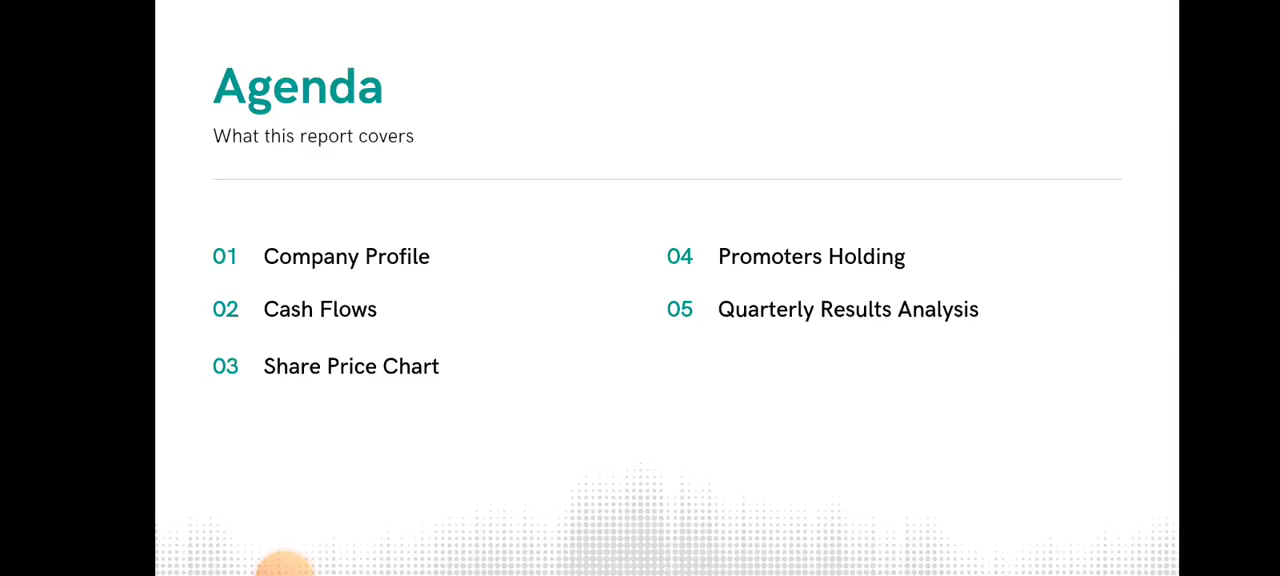 Agenda
What this report covers
01 Company Profile
02 Cash Flows
03 Share Price Chart
04 Promoters Holding
05 Quarterly Results Analysis